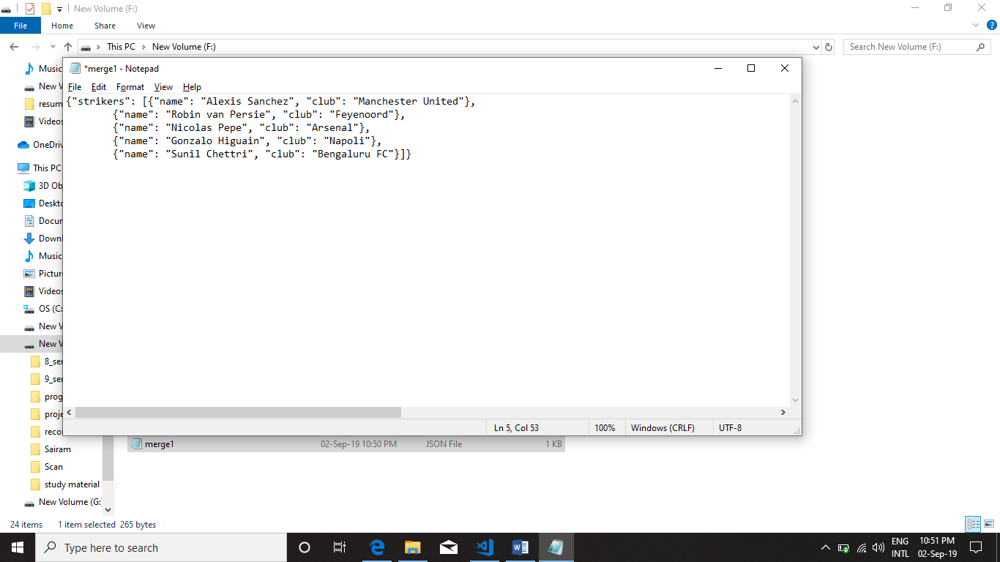 New Volume (F:)
File Home Share View
This PC New Volume (F:)
Search New Volume (F:)
Music
New V
resum
Videos
OneDriv
This PC
3D Ob
Deskto
Docur
Downl
Music
Picture
Videos
OS (C:
New V
New V
8_ser
9_ser
prog
proje
recor
Sairam
Scan
study material
New Volume (G:
*merge1 - Notepad
File Edit Format View Help
{"strikers": [{"name": "Alexis Sanchez", "club": "Manchester United"},
{"name": "Robin van Persie", "club": "Feyenoord"},
{"name": "Nicolas Pepe", "club": "Arsenal"},
{"name": "Gonzalo Higuain", "club": "Napoli"},
{"name": "Sunil Chettri", "club": "Bengaluru FC"}]}
Ln 5, Col 53 100% Windows (CRLF) UTF-8
merge1 02-Sep-19 10:50 PM JSON File 1 KB
24 items 1 item selected 265 bytes
Type here to search
ENG
INTL
10:51 PM
02-Sep-19